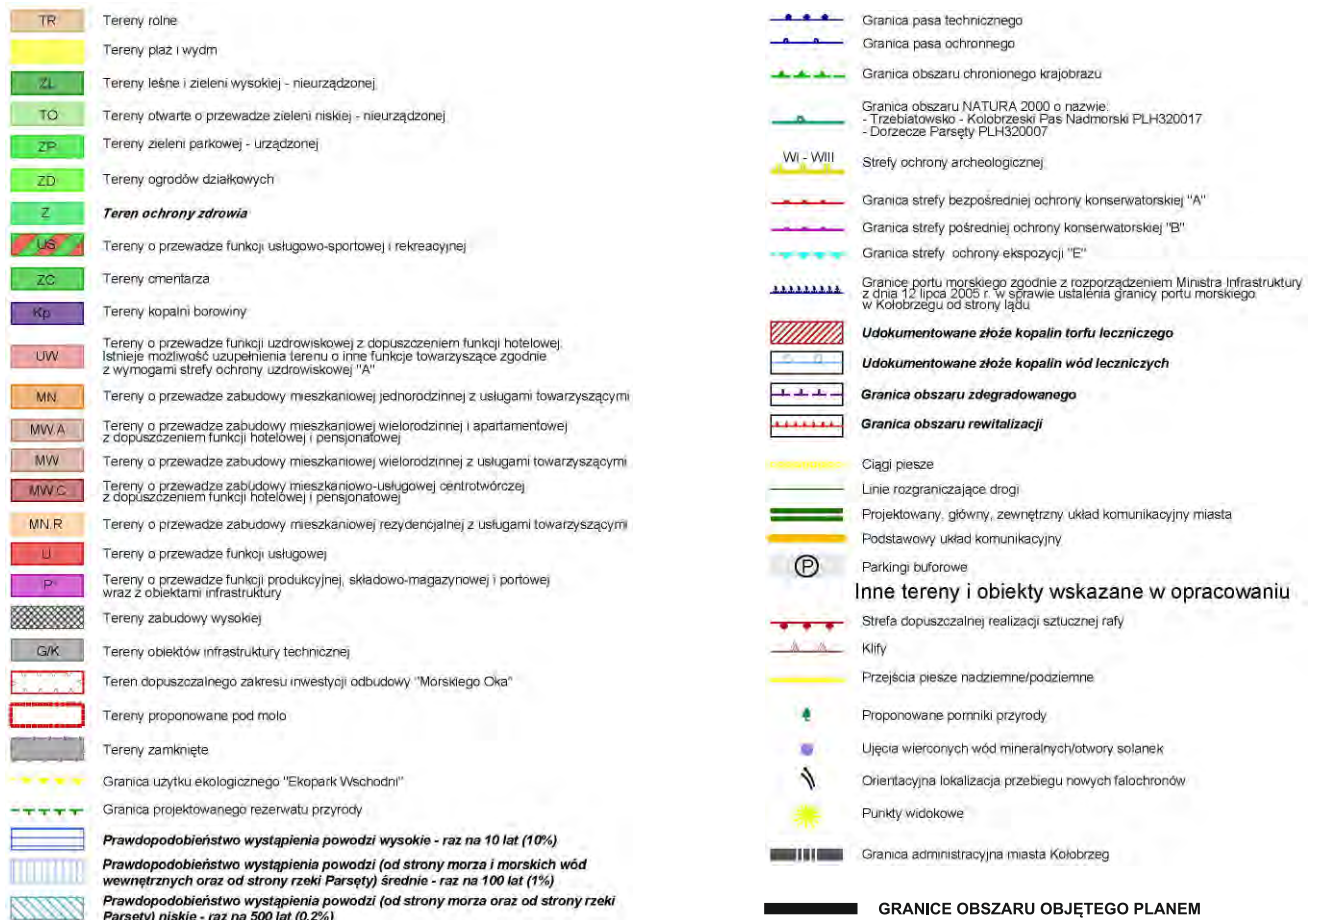 TR Tereny rolne
Tereny plaż i wydm
ZL Tereny leśne i zieleni wysokiej - nieurządzonej
TO Tereny otwarte o przewadze zieleni niskiej - nieurządzonej
ZP Tereny zieleni parkowej - urządzonej
ZD Tereny ogrodów działkowych
Z Teren ochrony zdrowia
US Tereny o przewadze funkcji usługowo-sportowej i rekreacyjnej
ZC Tereny cmentarza
Kp Tereny kopalni borowiny
UW Tereny o przewadze funkcji uzdrowiskowej z dopuszczeniem funkcji hotelowej.
Istnieje możliwość uzupełnienia terenu o inne funkcje towarzyszące zgodnie
z wymogami strefy ochrony uzdrowiskowej "A"
MN Tereny o przewadze zabudowy mieszkaniowej jednorodzinnej z usługami towarzyszącymi
MW.A Tereny o przewadze zabudowy mieszkaniowej wielorodzinnej i apartamentowej
z dopuszczeniem funkcji hotelowej i pensjonatowej
MW Tereny o przewadze zabudowy mieszkaniowej wielorodzinnej z usługami towarzyszącymi
MW.C Tereny o przewadze zabudowy mieszkaniowo-usługowej centrotwórczej
z dopuszczeniem funkcji hotelowej i pensjonatowej
MN.R Tereny o przewadze zabudowy mieszkaniowej rezydencjalnej z usługami towarzyszącymi
U Tereny o przewadze funkcji usługowej
P Tereny o przewadze funkcji produkcyjnej, składowo-magazynowej i portowej
wraz z obiektami infrastruktury
Tereny zabudowy wysokiej
G/K Tereny obiektów infrastruktury technicznej
Teren dopuszczalnego zakresu inwestycji odbudowy "Morskiego Oka"
Tereny proponowane pod molo
Tereny zamknięte
Granica użytku ekologicznego "Ekopark Wschodni"
Granica projektowanego rezerwatu przyrody
Prawdopodobieństwo wystąpienia powodzi wysokie - raz na 10 lat (10%)
Prawdopodobieństwo wystąpienia powodzi (od strony morza i morskich wód
wewnętrznych oraz od strony rzeki Parsęty) średnie - raz na 100 lat (1%)
Prawdopodobieństwo wystąpienia powodzi (od strony morza oraz od strony rzeki
Parsęty) niskie - raz na 500 lat (0,2%)
Granica pasa technicznego
Granica pasa ochronnego
Granica obszaru chronionego krajobrazu
Granica obszaru NATURA 2000 o nazwie:
- Trzebiatowsko - Kołobrzeski Pas Nadmorski PLH320017
- Dorzecze Parsęty PLH320007
WI - WIII Strefy ochrony archeologicznej
Granica strefy bezpośredniej ochrony konserwatorskiej "A"
Granica strefy pośredniej ochrony konserwatorskiej "B"
Granica strefy ochrony ekspozycji "E"
Granice portu morskiego zgodnie z rozporządzeniem Ministra Infrastruktury
z dnia 12 lipca 2005 r. w sprawie ustalenia granicy portu morskiego
w Kołobrzegu od strony lądu
Udokumentowane złoże kopalin torfu leczniczego
Udokumentowane złoże kopalin wód leczniczych
Granica obszaru zdegradowanego
Granica obszaru rewitalizacji
Ciągi piesze
Linie rozgraniczające drogi
Projektowany, główny, zewnętrzny układ komunikacyjny miasta
Podstawowy układ komunikacyjny
P Parkingi buforowe
Inne tereny i obiekty wskazane w opracowaniu
Strefa dopuszczalnej realizacji sztucznej rafy
Klify
Przejścia piesze nadziemne/podziemne
Proponowane pomniki przyrody
Ujęcia wierconych wód mineralnych/otwory solanek
Orientacyjna lokalizacja przebiegu nowych falochronów
Punkty widokowe
Granica administracyjna miasta Kołobrzeg
GRANICE OBSZARU OBJĘTEGO PLANEM